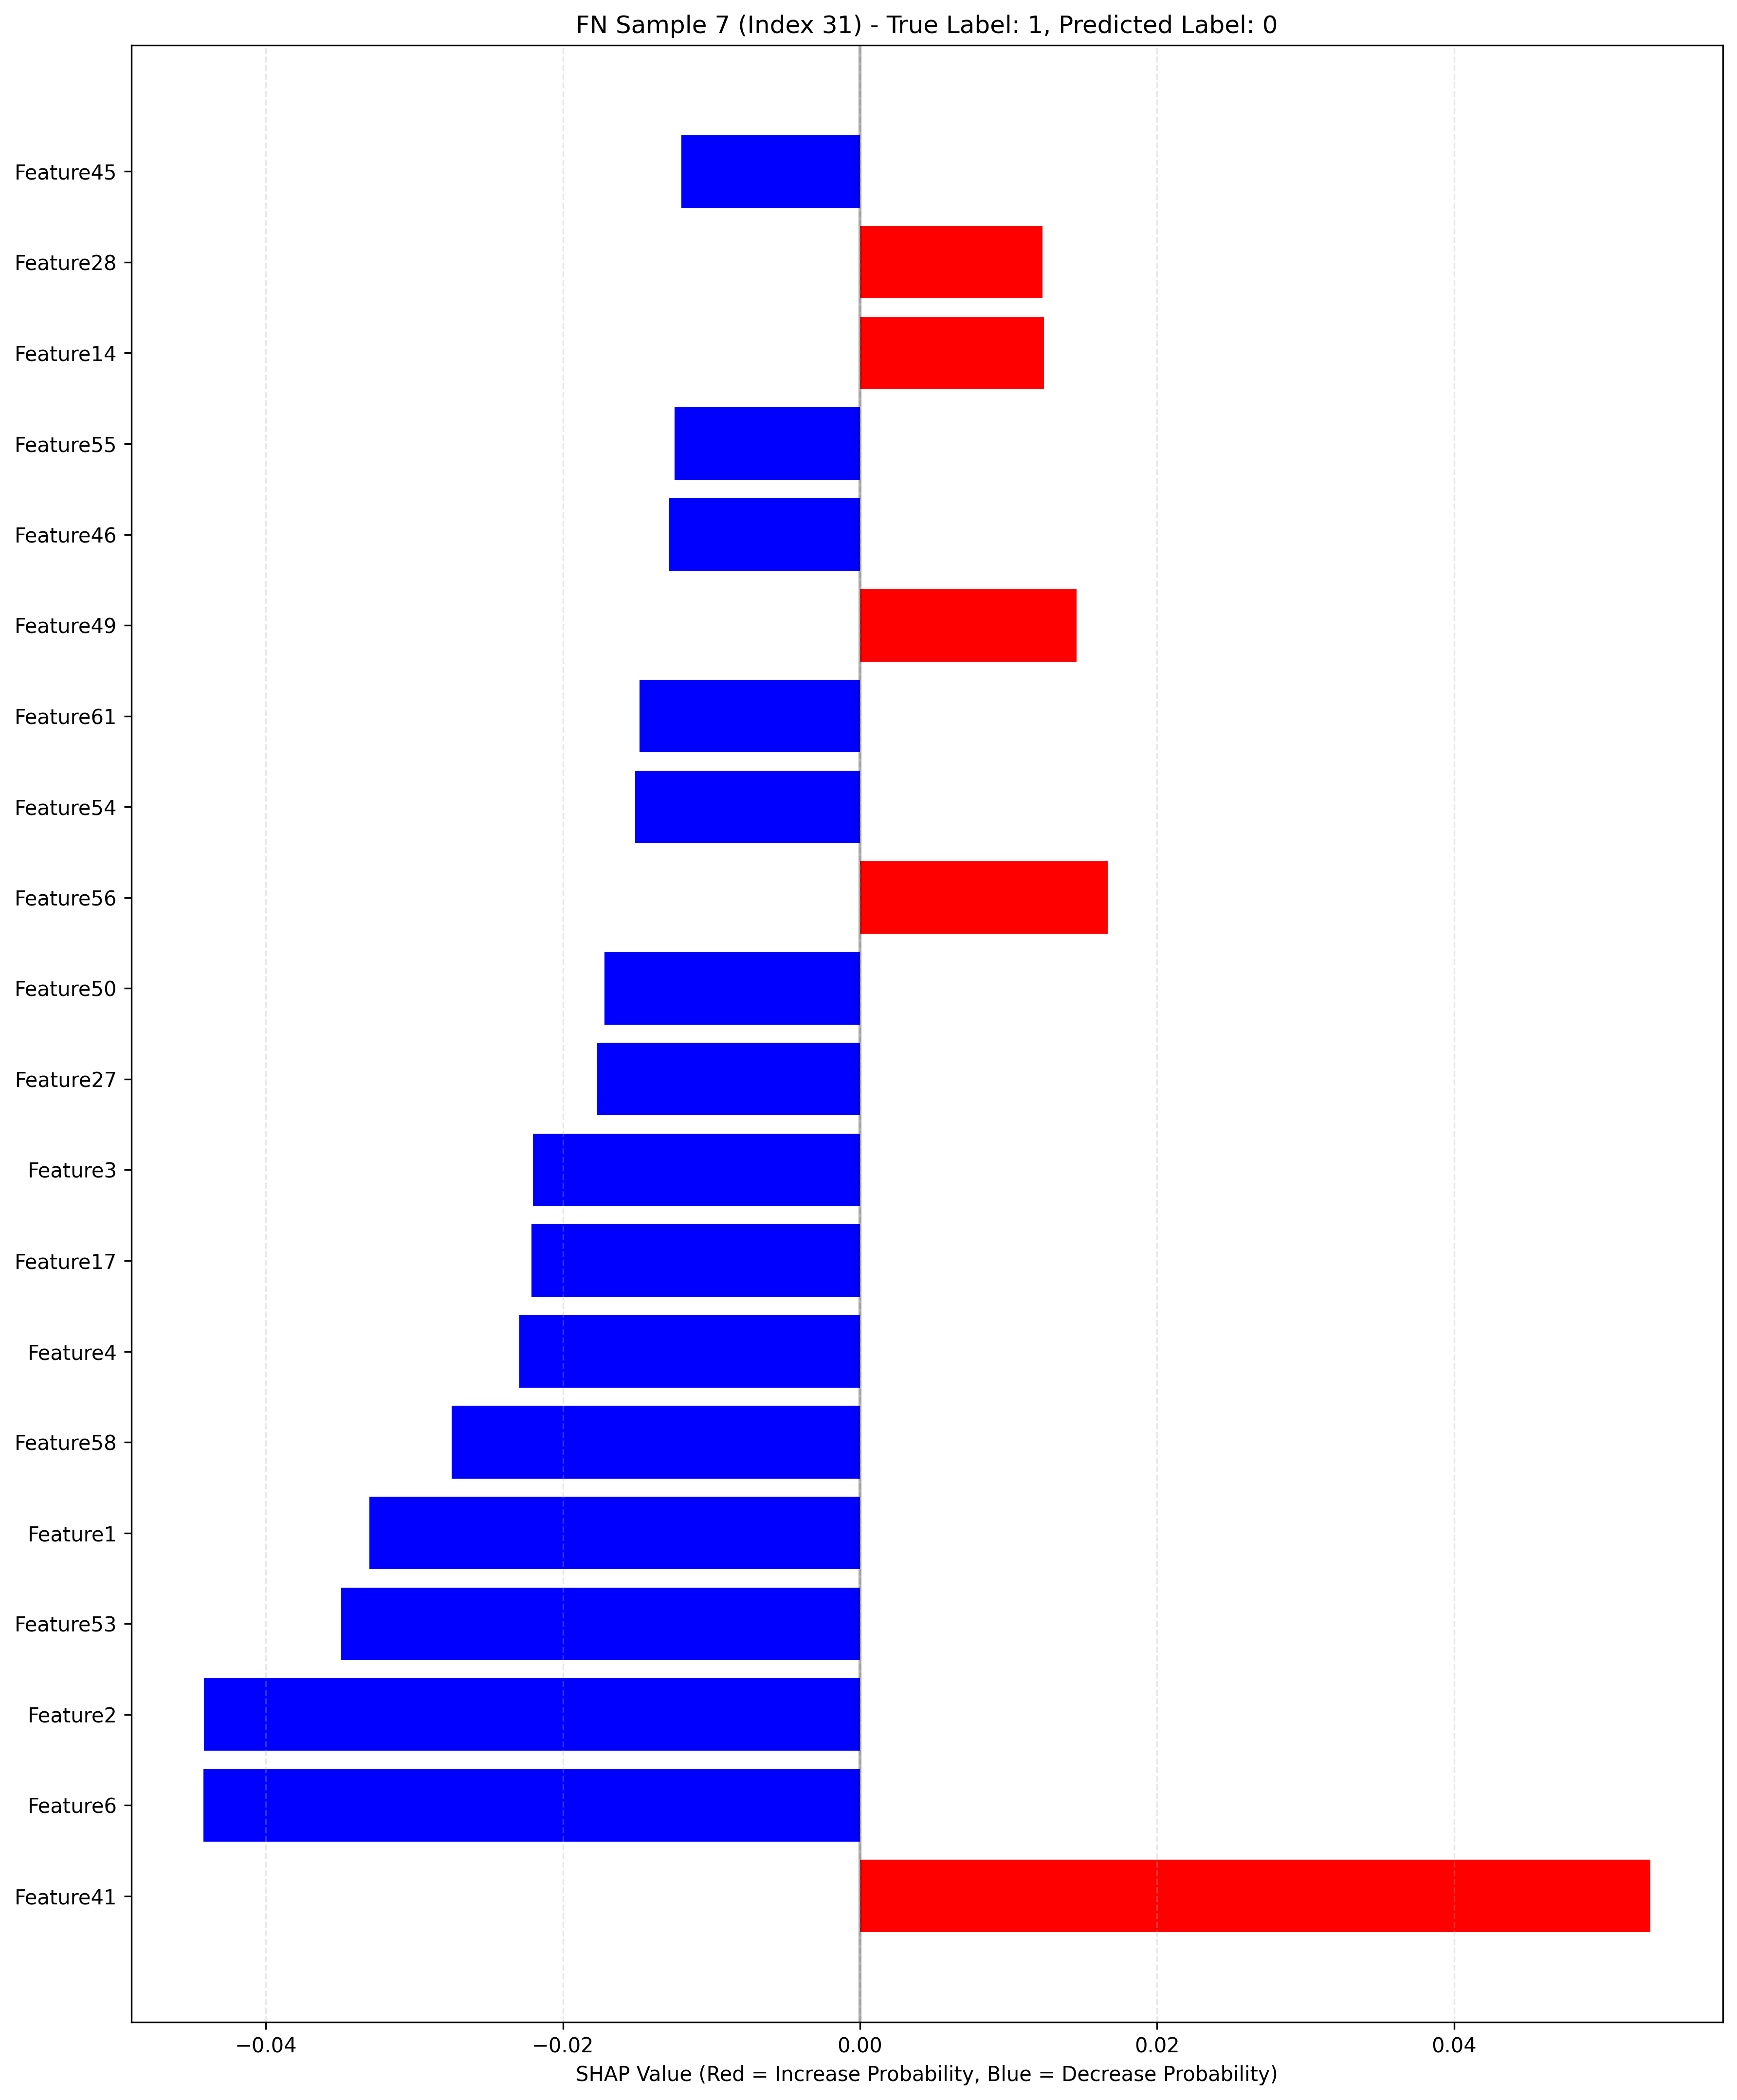 FN Sample 7 (Index 31) - True Label: 1, Predicted Label: 0
Feature45
Feature28
Feature14
Feature55
Feature46
Feature49
Feature61
Feature54
Feature56
Feature50
Feature27
Feature3
Feature17
Feature4
Feature58
Feature1
Feature53
Feature2
Feature6
Feature41
−0.04 −0.02 0.00 0.02 0.04
SHAP Value (Red = Increase Probability, Blue = Decrease Probability)